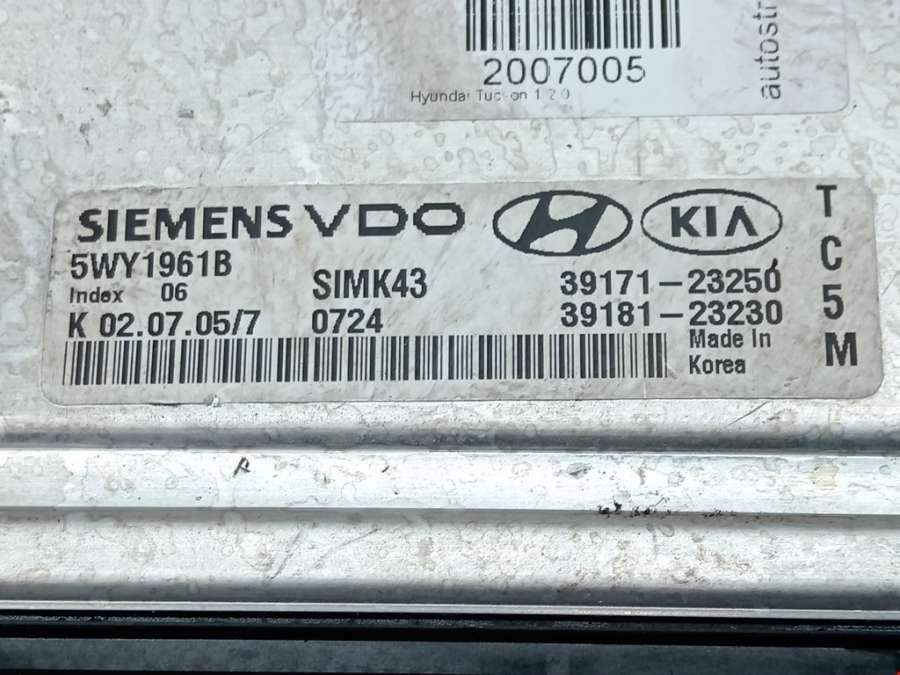 2007005
Hyundai Tucson 1 2.0
autostr
SIEMENS VDO KIA
5WY1961B SIMK43 39171-23250
Index 06 39181-23230
K 02.07.05/7 0724
Made In
Korea
TC5M